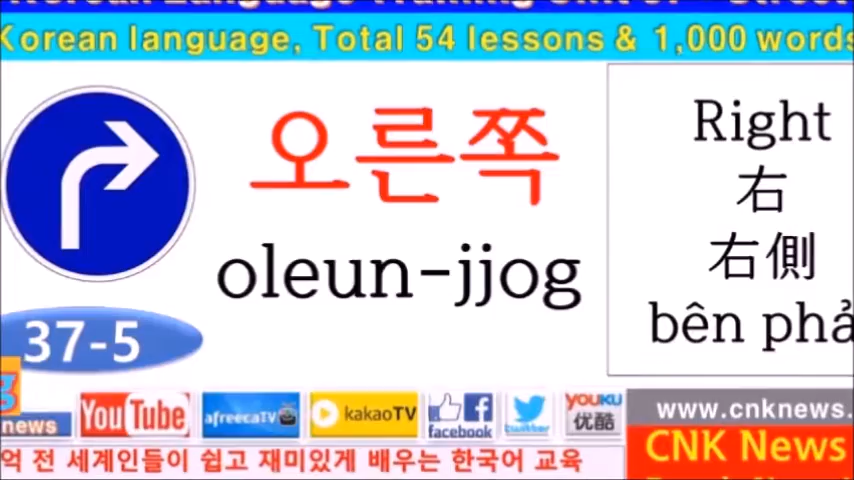 Korean language, Total 54 lessons & 1,000 words
오른쪽
oleun-jjog
Right
右
右側
bên phả
37-5
news
YouTube
afreecaTV
kakaoTV
facebook
twitter
YOUKU
优酷
www.cnknews.
CNK News
억 전 세계인들이 쉽고 재미있게 배우는 한국어 교육